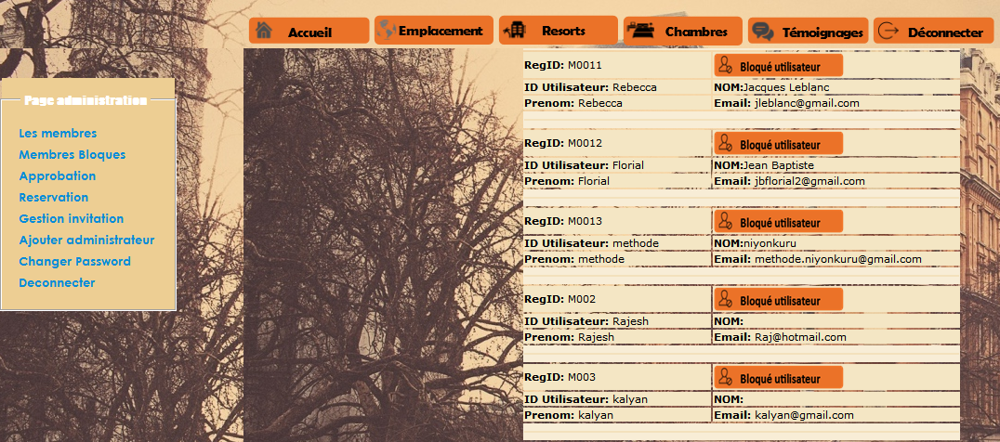 Accueil Emplacement Resorts Chambres Témoignages Déconnecter
Page administration
Les membres
Membres Bloques
Approbation
Reservation
Gestion invitation
Ajouter administrateur
Changer Password
Deconnecter
RegID: M0011 Bloqué utilisateur
ID Utilisateur: Rebecca NOM:Jacques Leblanc
Prenom: Rebecca Email: jleblanc@gmail.com
RegID: M0012 Bloqué utilisateur
ID Utilisateur: Florial NOM:Jean Baptiste
Prenom: Florial Email: jbflorial2@gmail.com
RegID: M0013 Bloqué utilisateur
ID Utilisateur: methode NOM:niyonkuru
Prenom: methode Email: methode.niyonkuru@gmail.com
RegID: M002 Bloqué utilisateur
ID Utilisateur: Rajesh NOM:
Prenom: Rajesh Email: Raj@hotmail.com
RegID: M003 Bloqué utilisateur
ID Utilisateur: kalyan NOM:
Prenom: kalyan Email: kalyan@gmail.com